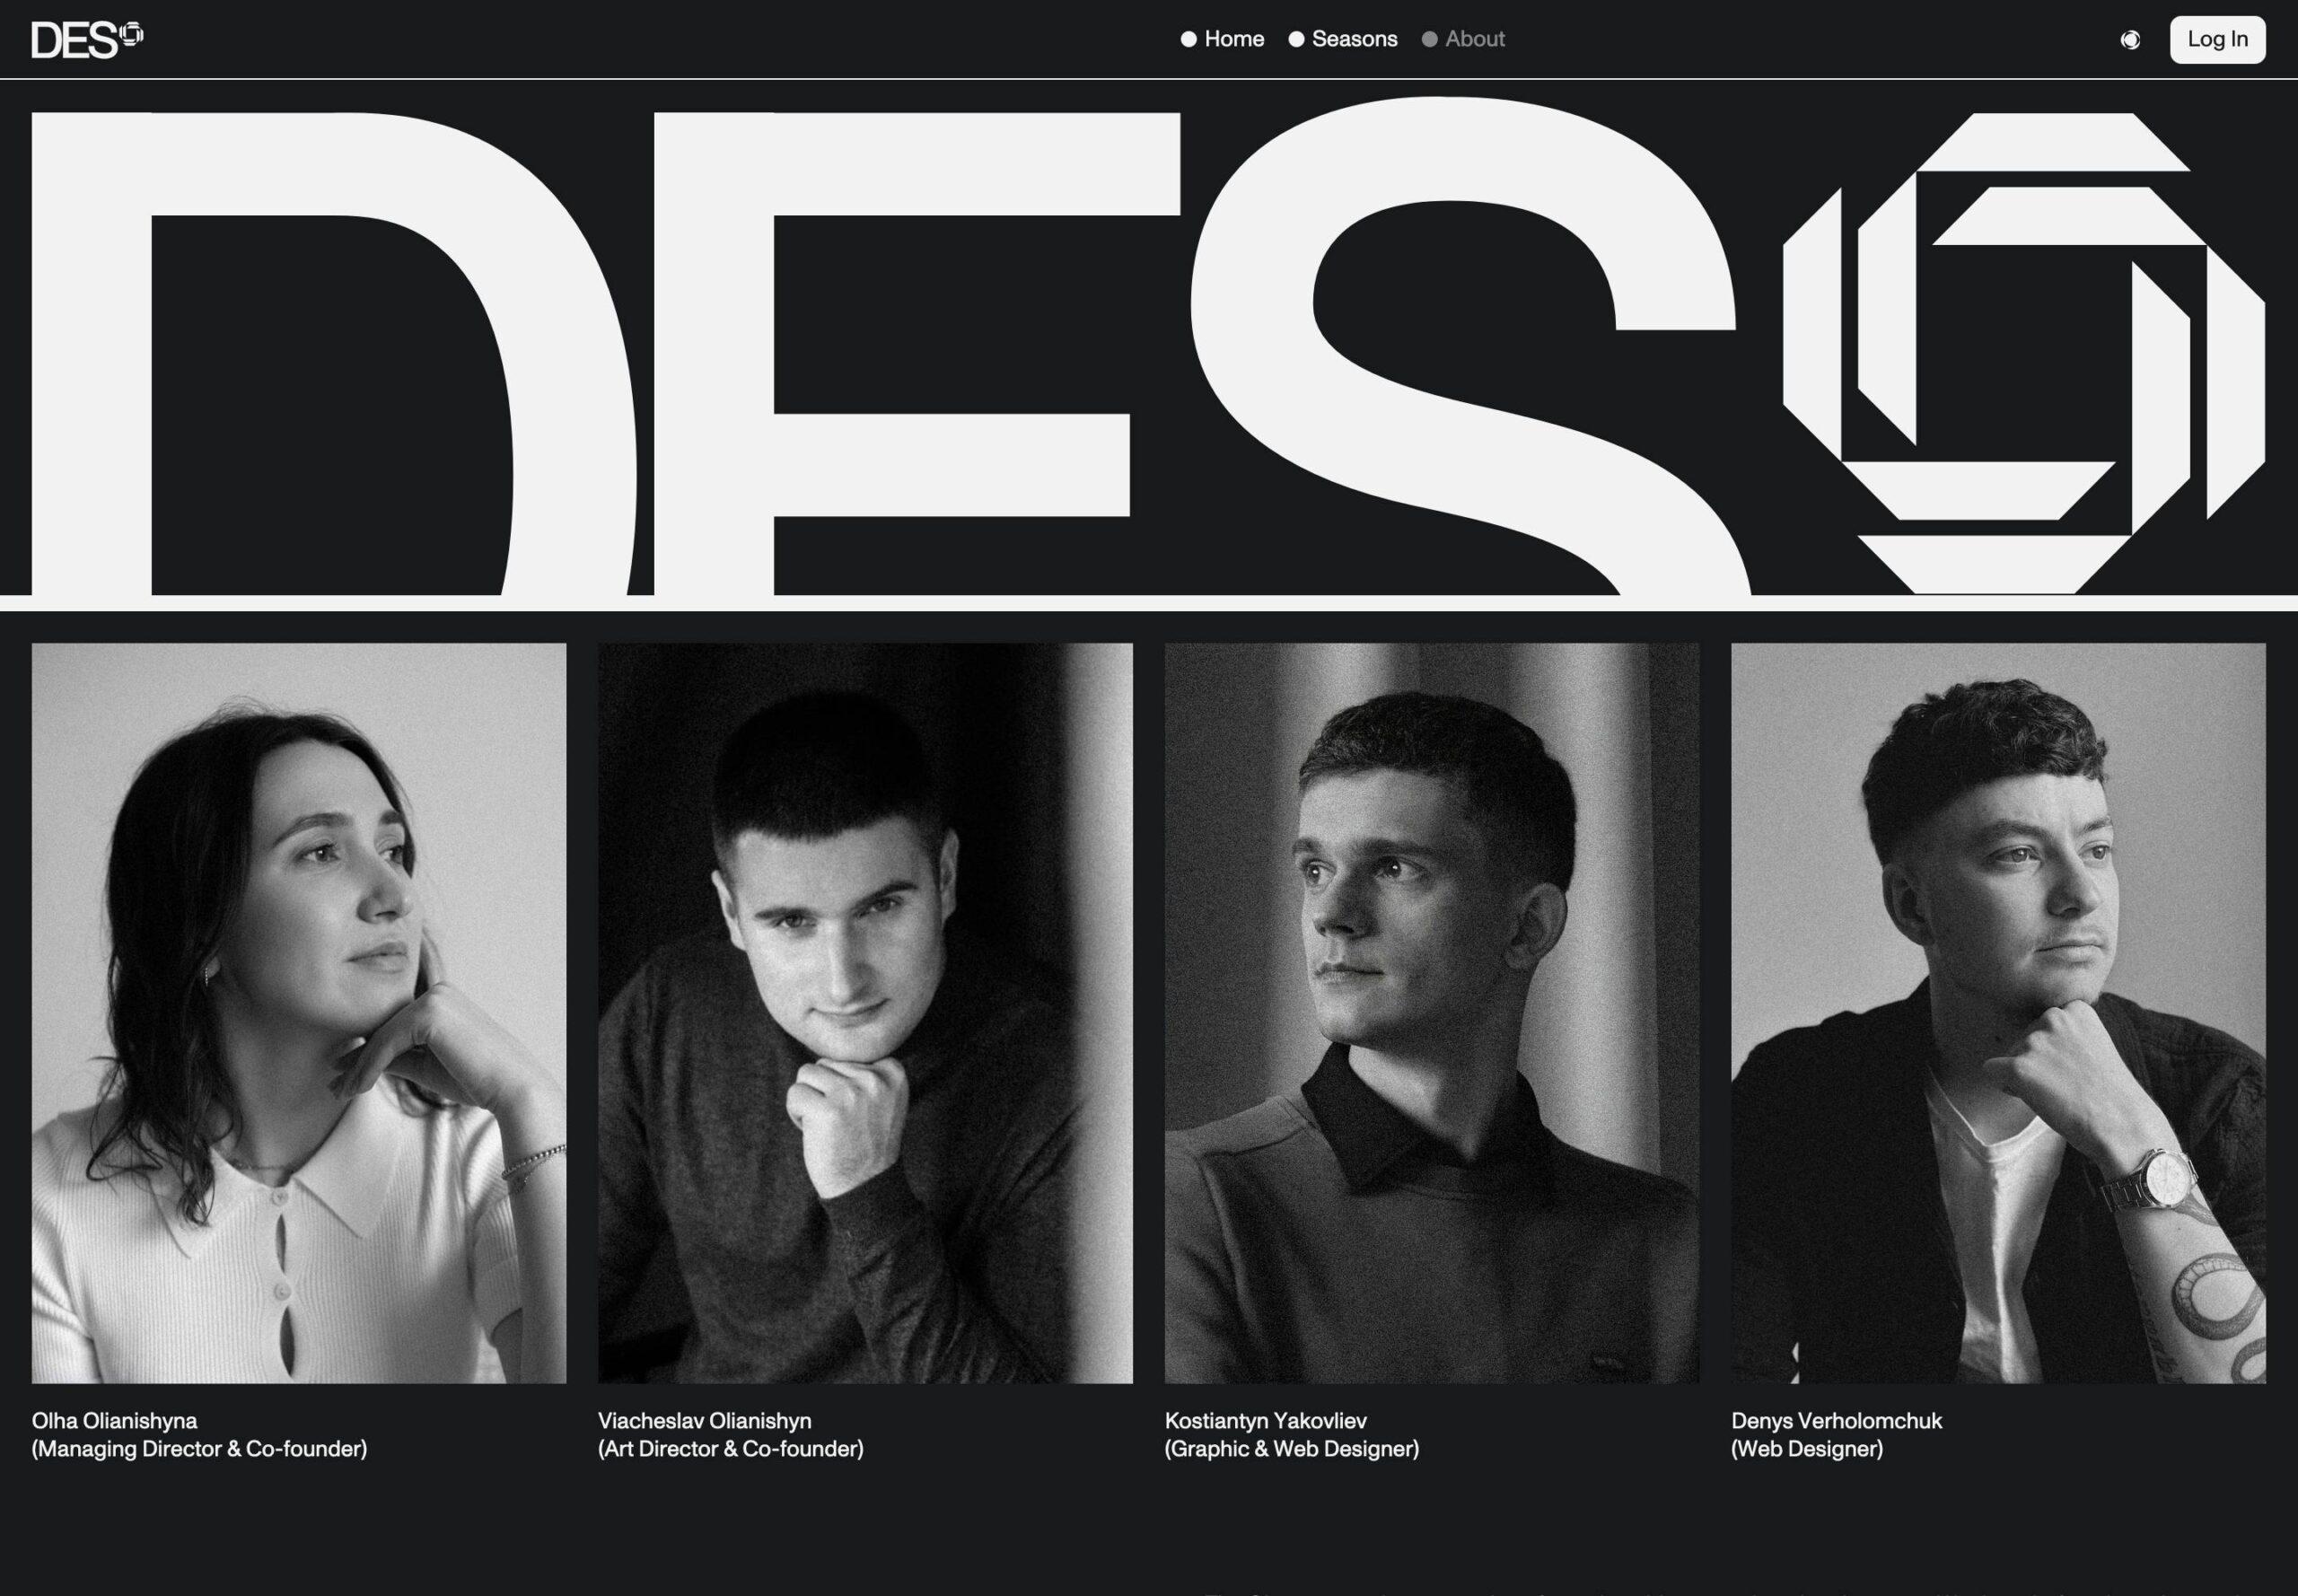 DES
Home
Seasons
About
Log In
DES
Olha Olianishyna
(Managing Director & Co-founder)
Viacheslav Olianishyn
(Art Director & Co-founder)
Kostiantyn Yakovliev
(Graphic & Web Designer)
Denys Verholomchuk
(Web Designer)